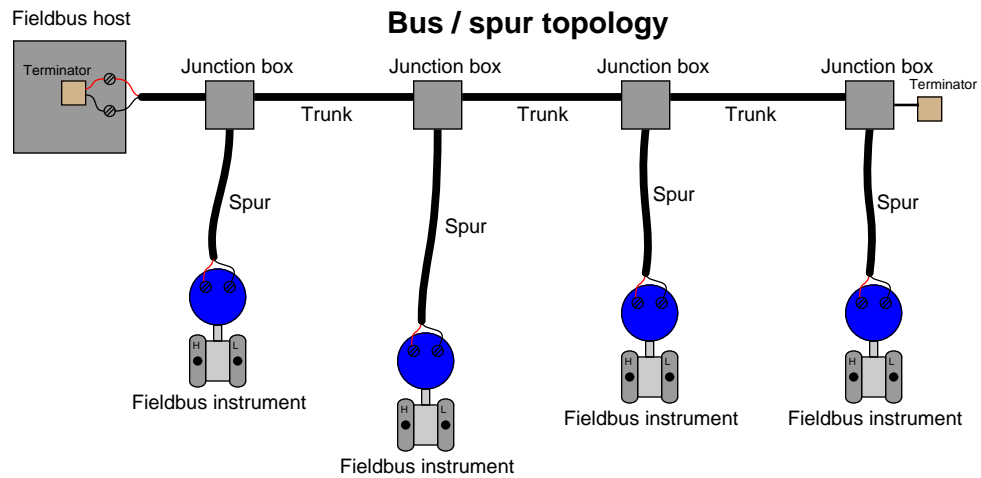 Bus / spur topology
Fieldbus host
Terminator
Junction box
Junction box
Junction box
Junction box
Terminator
Trunk
Trunk
Trunk
Spur
Spur
Spur
Spur
H L
H L
H L
H L
Fieldbus instrument
Fieldbus instrument
Fieldbus instrument
Fieldbus instrument